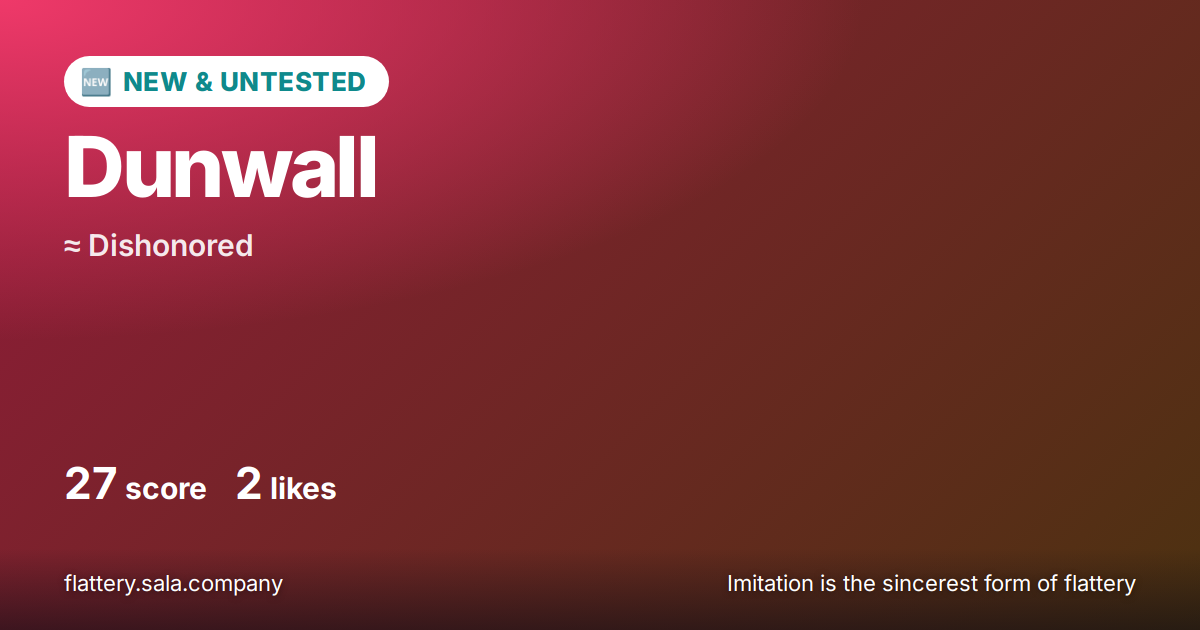 🆕 NEW & UNTESTED
Dunwall
≈ Dishonored
27 score 2 likes
flattery.sala.company
Imitation is the sincerest form of flattery